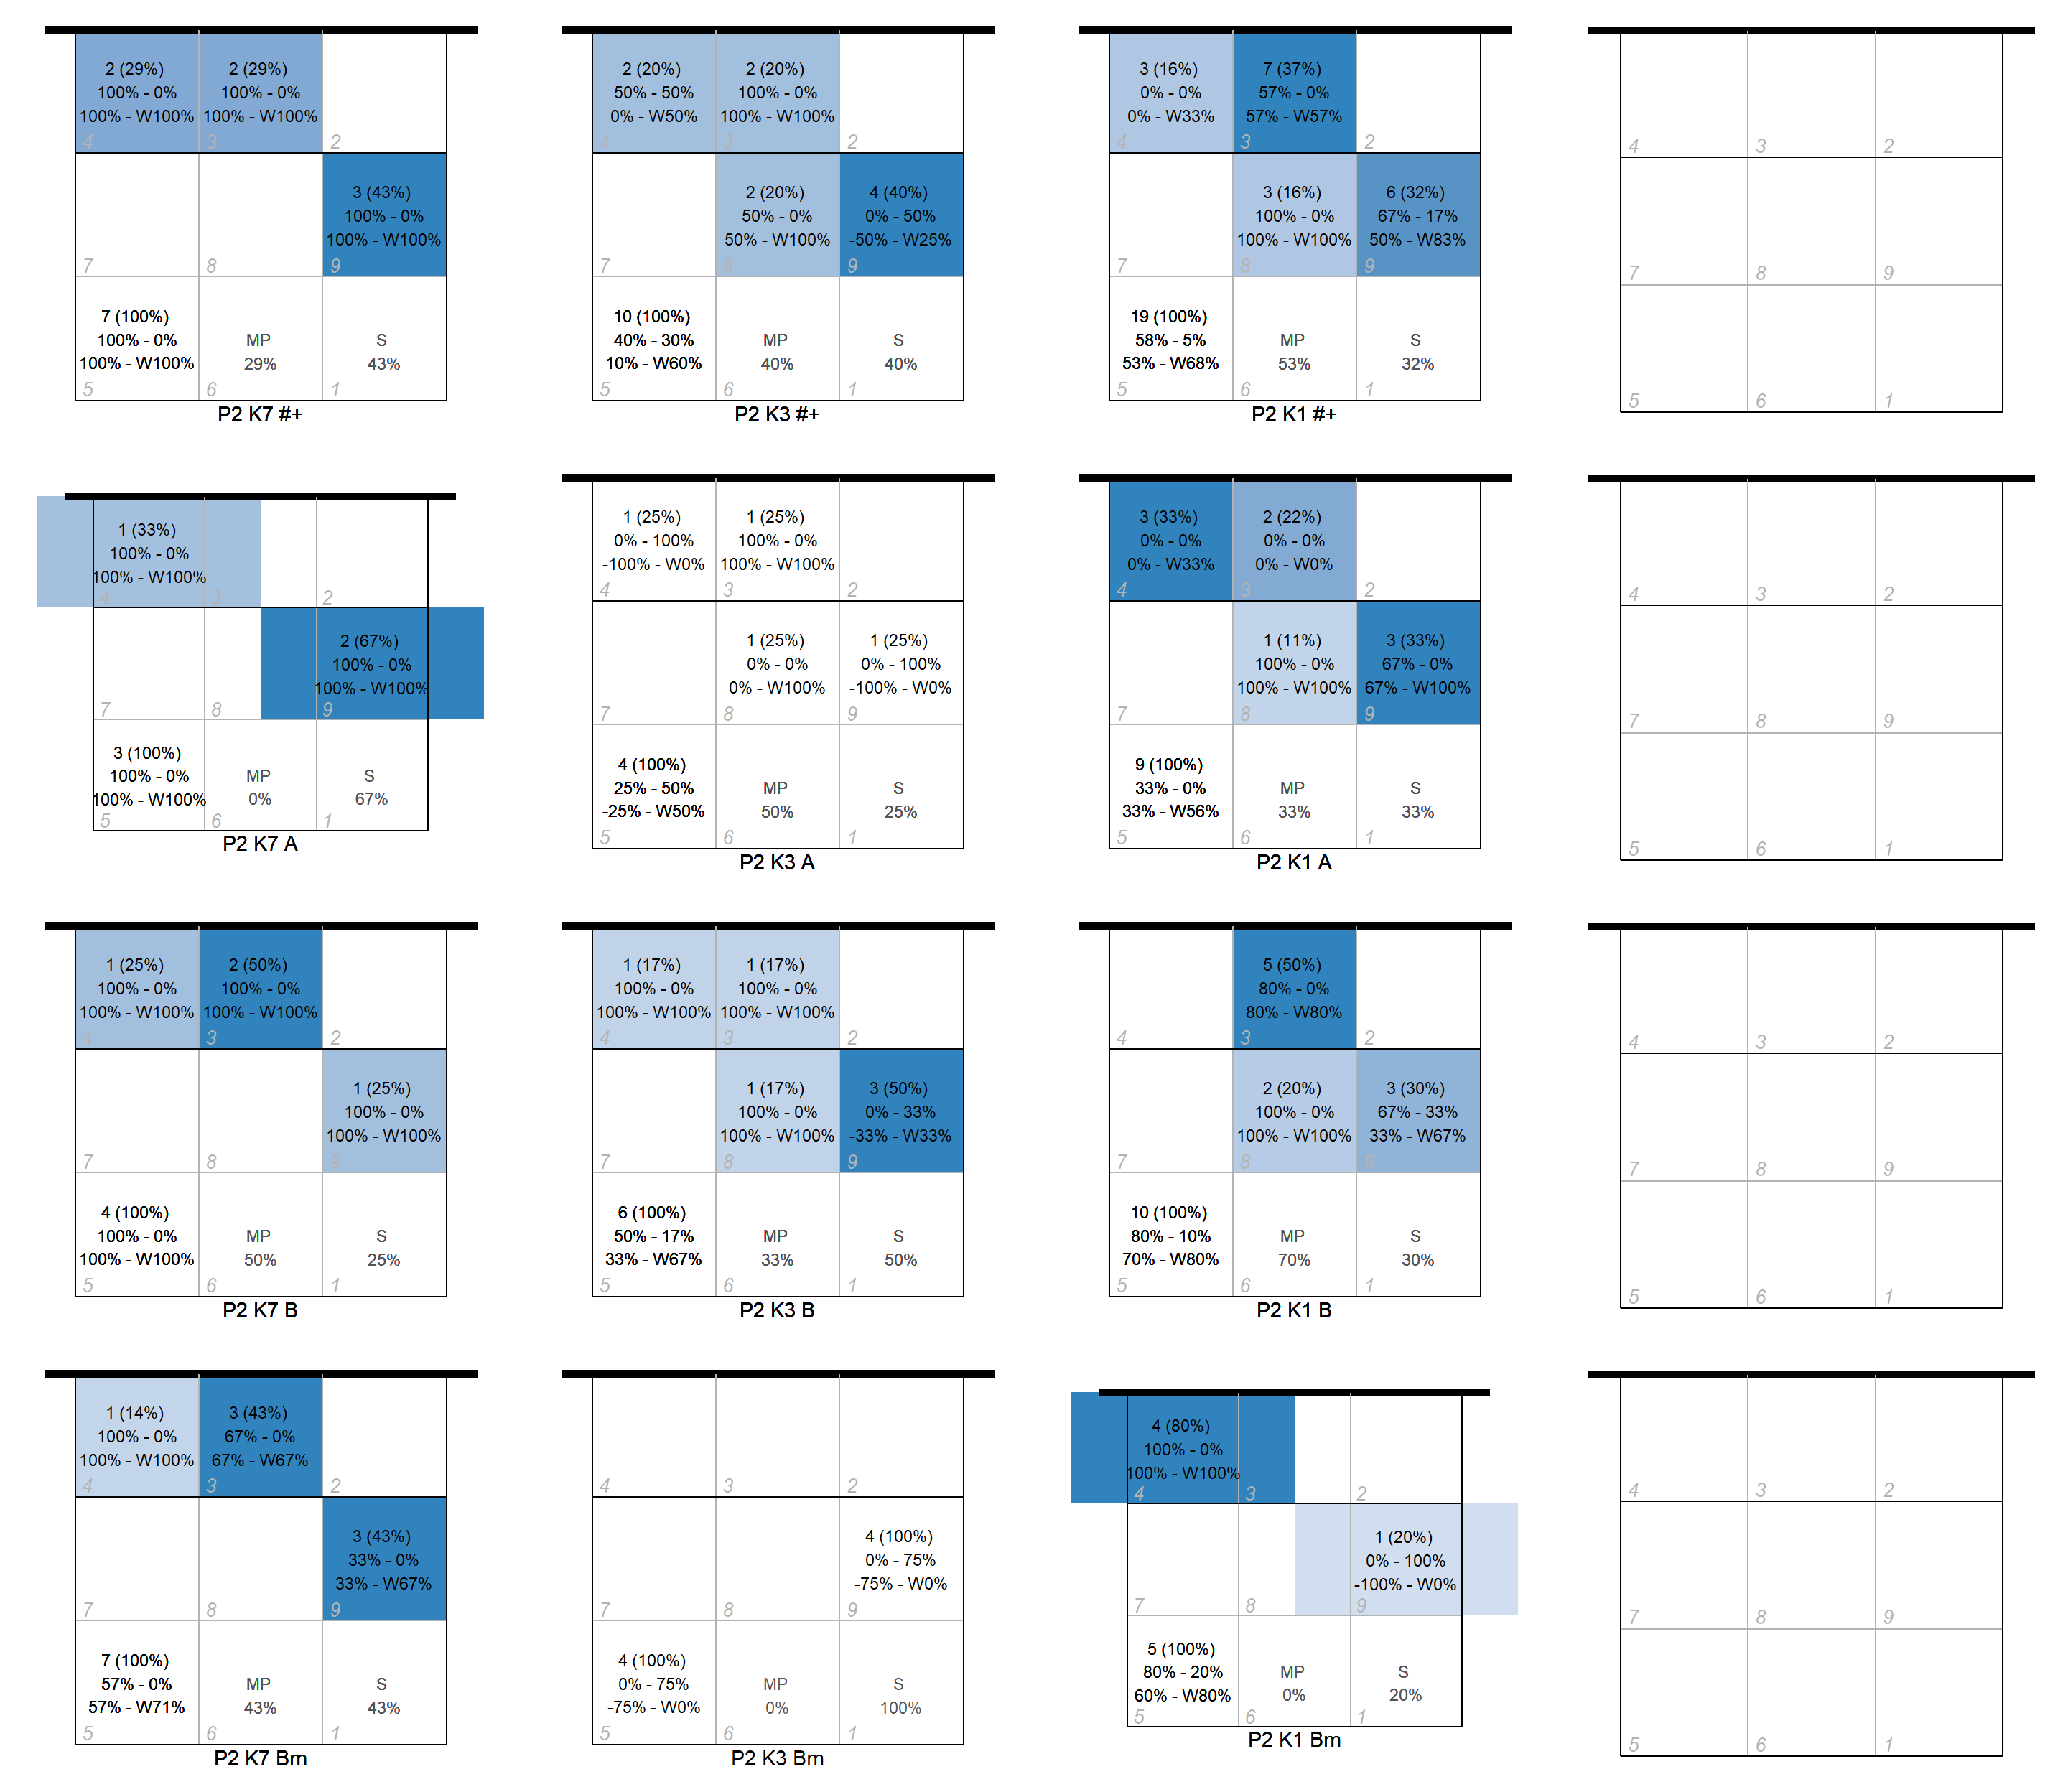 2 (29%)
100% - 0%
100% - W100%
4
2 (29%)
100% - 0%
100% - W100%
3
2
7
8
3 (43%)
100% - 0%
100% - W100%
9
7 (100%)
100% - 0%
100% - W100%
5
MP
29%
6
S
43%
1
P2 K7 #+
2 (20%)
50% - 50%
0% - W50%
4
2 (20%)
100% - 0%
100% - W100%
3
2
7
2 (20%)
50% - 0%
50% - W100%
8
4 (40%)
0% - 50%
-50% - W25%
9
10 (100%)
40% - 30%
10% - W60%
5
MP
40%
6
S
40%
1
P2 K3 #+
3 (16%)
0% - 0%
0% - W33%
4
7 (37%)
57% - 0%
57% - W57%
3
2
7
3 (16%)
100% - 0%
100% - W100%
8
6 (32%)
67% - 17%
50% - W83%
9
19 (100%)
58% - 5%
53% - W68%
5
MP
53%
6
S
32%
1
P2 K1 #+
4
3
2
7
8
9
5
6
1
1 (33%)
100% - 0%
100% - W100%
4
3
2
7
8
2 (67%)
100% - 0%
100% - W100%
9
3 (100%)
100% - 0%
100% - W100%
5
MP
0%
6
S
67%
1
P2 K7 A
1 (25%)
0% - 100%
-100% - W0%
4
1 (25%)
100% - 0%
100% - W100%
3
2
7
1 (25%)
0% - 0%
0% - W100%
8
1 (25%)
0% - 100%
-100% - W0%
9
4 (100%)
25% - 50%
-25% - W50%
5
MP
50%
6
S
25%
1
P2 K3 A
3 (33%)
0% - 0%
0% - W33%
4
2 (22%)
0% - 0%
0% - W0%
3
2
7
1 (11%)
100% - 0%
100% - W100%
8
3 (33%)
67% - 0%
67% - W100%
9
9 (100%)
33% - 0%
33% - W56%
5
MP
33%
6
S
33%
1
P2 K1 A
4
3
2
7
8
9
5
6
1
1 (25%)
100% - 0%
100% - W100%
4
2 (50%)
100% - 0%
100% - W100%
3
2
7
8
1 (25%)
100% - 0%
100% - W100%
9
4 (100%)
100% - 0%
100% - W100%
5
MP
50%
6
S
25%
1
P2 K7 B
1 (17%)
100% - 0%
100% - W100%
4
1 (17%)
100% - 0%
100% - W100%
3
2
7
1 (17%)
100% - 0%
100% - W100%
8
3 (50%)
0% - 33%
-33% - W33%
9
6 (100%)
50% - 17%
33% - W67%
5
MP
33%
6
S
50%
1
P2 K3 B
4
5 (50%)
80% - 0%
80% - W80%
3
2
7
2 (20%)
100% - 0%
100% - W100%
8
3 (30%)
67% - 33%
33% - W67%
9
10 (100%)
80% - 10%
70% - W80%
5
MP
70%
6
S
30%
1
P2 K1 B
4
3
2
7
8
9
5
6
1
1 (14%)
100% - 0%
100% - W100%
4
3 (43%)
67% - 0%
67% - W67%
3
2
7
8
3 (43%)
33% - 0%
33% - W67%
9
7 (100%)
57% - 0%
57% - W71%
5
MP
43%
6
S
43%
1
P2 K7 Bm
4
3
2
7
8
4 (100%)
0% - 75%
-75% - W0%
9
4 (100%)
0% - 75%
-75% - W0%
5
MP
0%
6
S
100%
1
P2 K3 Bm
4 (80%)
100% - 0%
100% - W100%
4
3
2
7
8
1 (20%)
0% - 100%
-100% - W0%
9
5 (100%)
80% - 20%
60% - W80%
5
MP
0%
6
S
20%
1
P2 K1 Bm
4
3
2
7
8
9
5
6
1